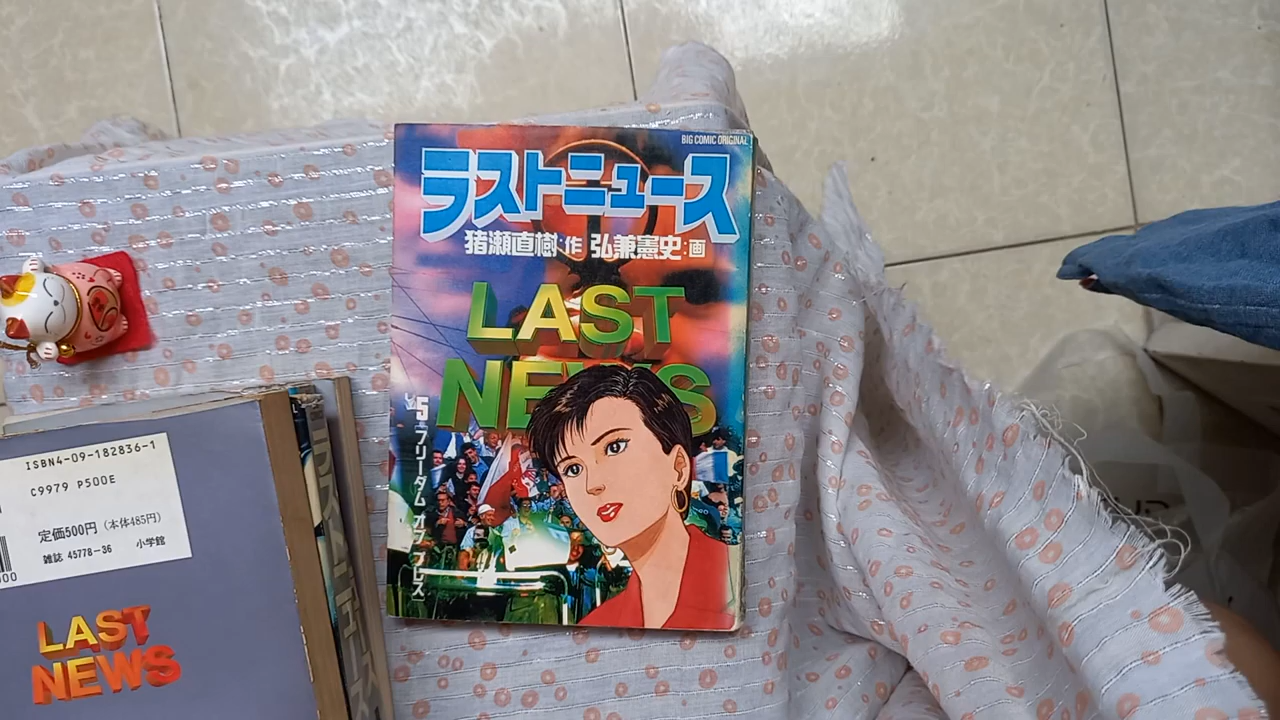 BIG COMIC ORIGINAL
ラストニュース
猪瀬直樹・作 弘兼憲史・画
LAST
NEWS
5
フリーダム オブ プレス
ISBN4-09-182836-1
C9979 P500E
定価500円(本体485円)
雑誌 45778-36 小学館
LAST
NEWS